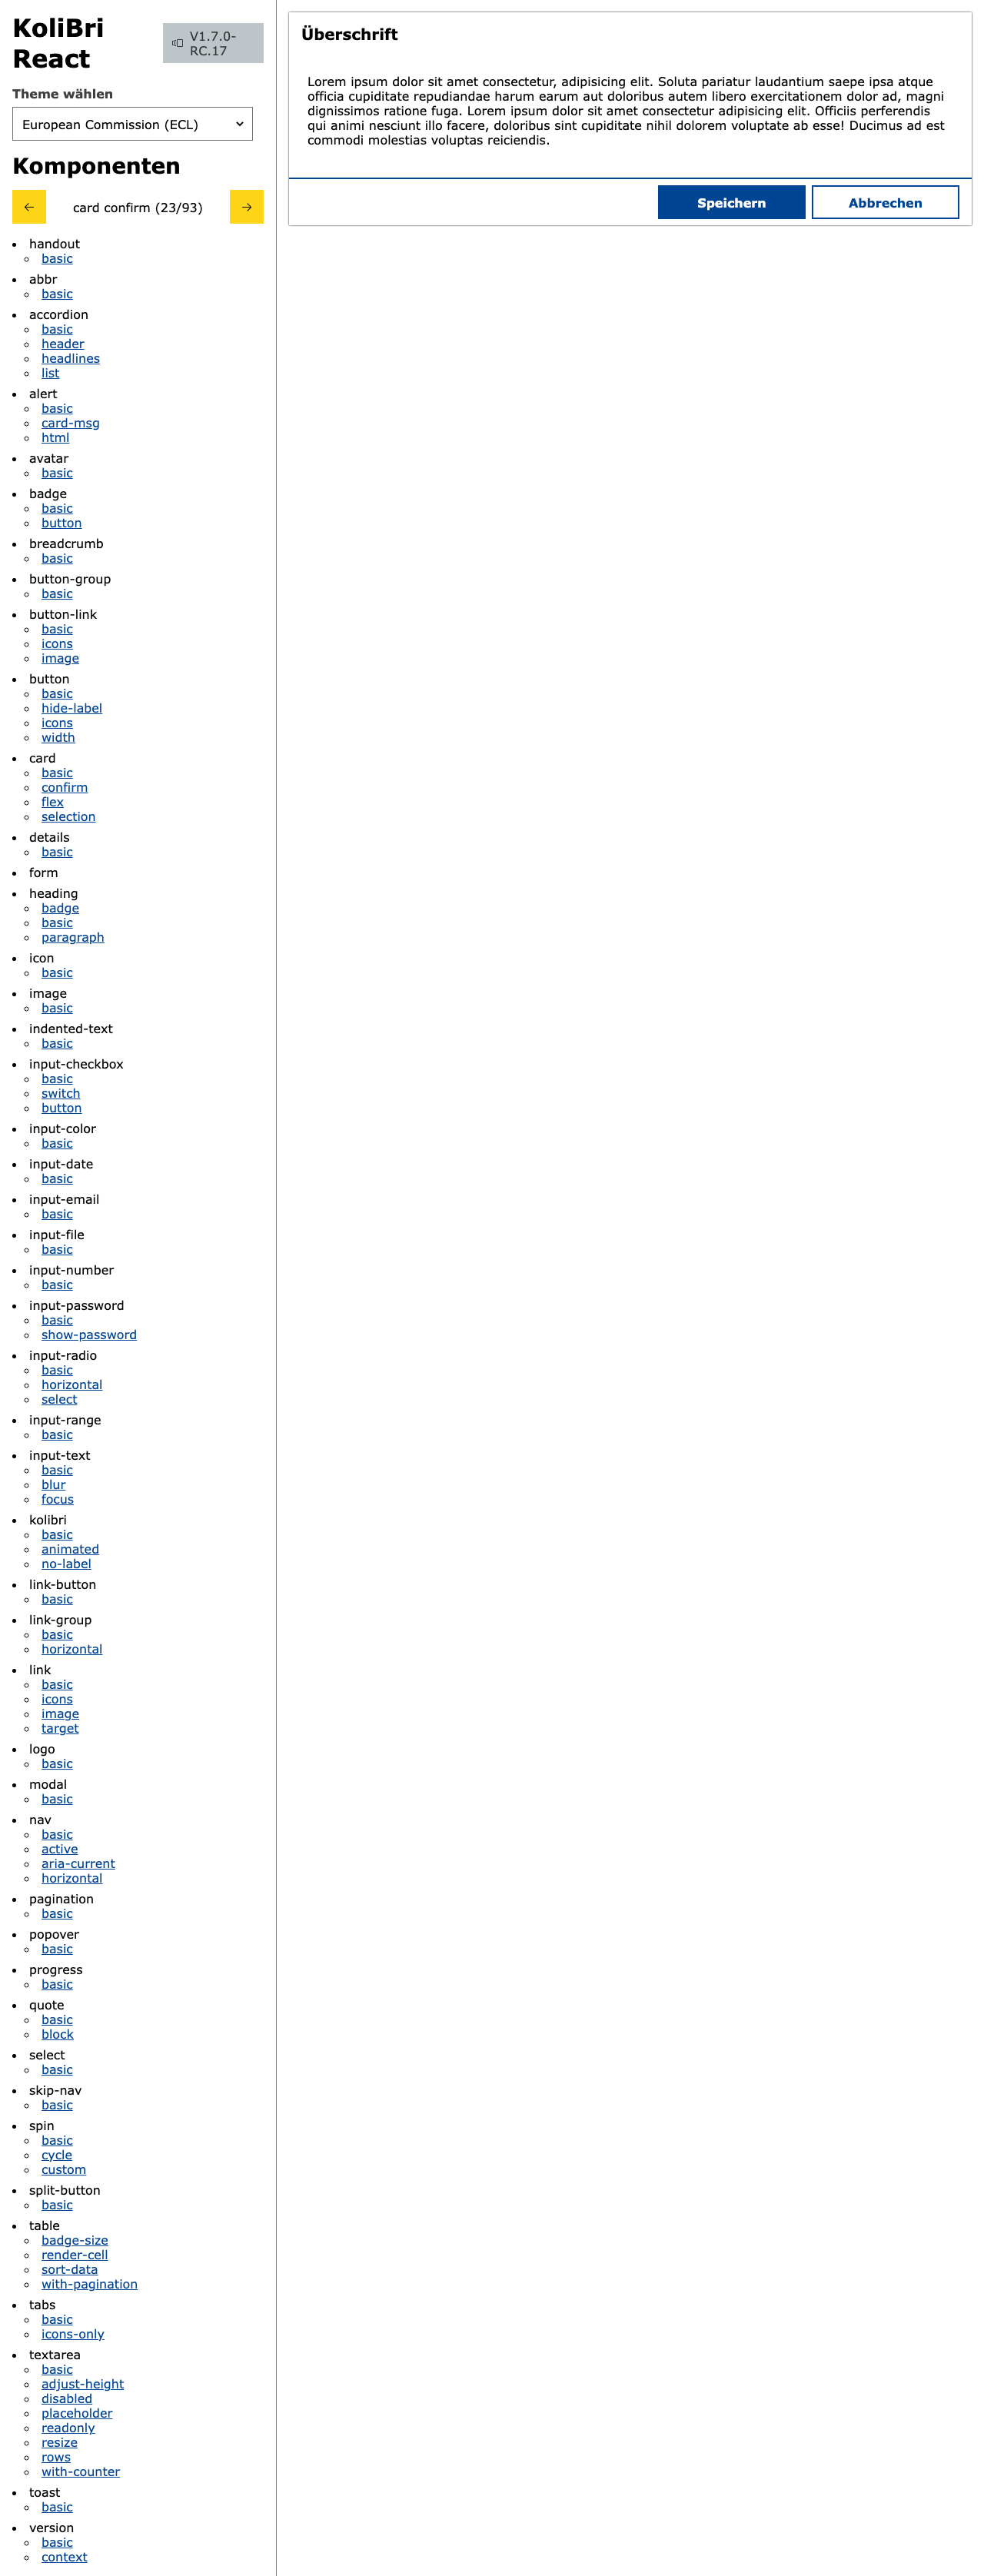 KoliBri
React
V1.7.0-
RC.17
Theme wählen
European Commission (ECL)
Komponenten
card confirm (23/93)
handout
basic
abbr
basic
accordion
basic
header
headlines
list
alert
basic
card-msg
html
avatar
basic
badge
basic
button
breadcrumb
basic
button-group
basic
button-link
basic
icons
image
button
basic
hide-label
icons
width
card
basic
confirm
flex
selection
details
basic
form
heading
badge
basic
paragraph
icon
basic
image
basic
indented-text
basic
input-checkbox
basic
switch
button
input-color
basic
input-date
basic
input-email
basic
input-file
basic
input-number
basic
input-password
basic
show-password
input-radio
basic
horizontal
select
input-range
basic
input-text
basic
blur
focus
kolibri
basic
animated
no-label
link-button
basic
link-group
basic
horizontal
link
basic
icons
image
target
logo
basic
modal
basic
nav
basic
active
aria-current
horizontal
pagination
basic
popover
basic
progress
basic
quote
basic
block
select
basic
skip-nav
basic
spin
basic
cycle
custom
split-button
basic
table
badge-size
render-cell
sort-data
with-pagination
tabs
basic
icons-only
textarea
basic
adjust-height
disabled
placeholder
readonly
resize
rows
with-counter
toast
basic
version
basic
context
Überschrift
Lorem ipsum dolor sit amet consectetur, adipisicing elit. Soluta pariatur laudantium saepe ipsa atque
officia cupiditate repudiandae harum earum aut doloribus autem libero exercitationem dolor ad, magni
dignissimos ratione fuga. Lorem ipsum dolor sit amet consectetur adipisicing elit. Officiis perferendis
qui animi nesciunt illo facere, doloribus sint cupiditate nihil dolorem voluptate ab esse! Ducimus ad est
commodi molestias voluptas reiciendis.
Speichern
Abbrechen